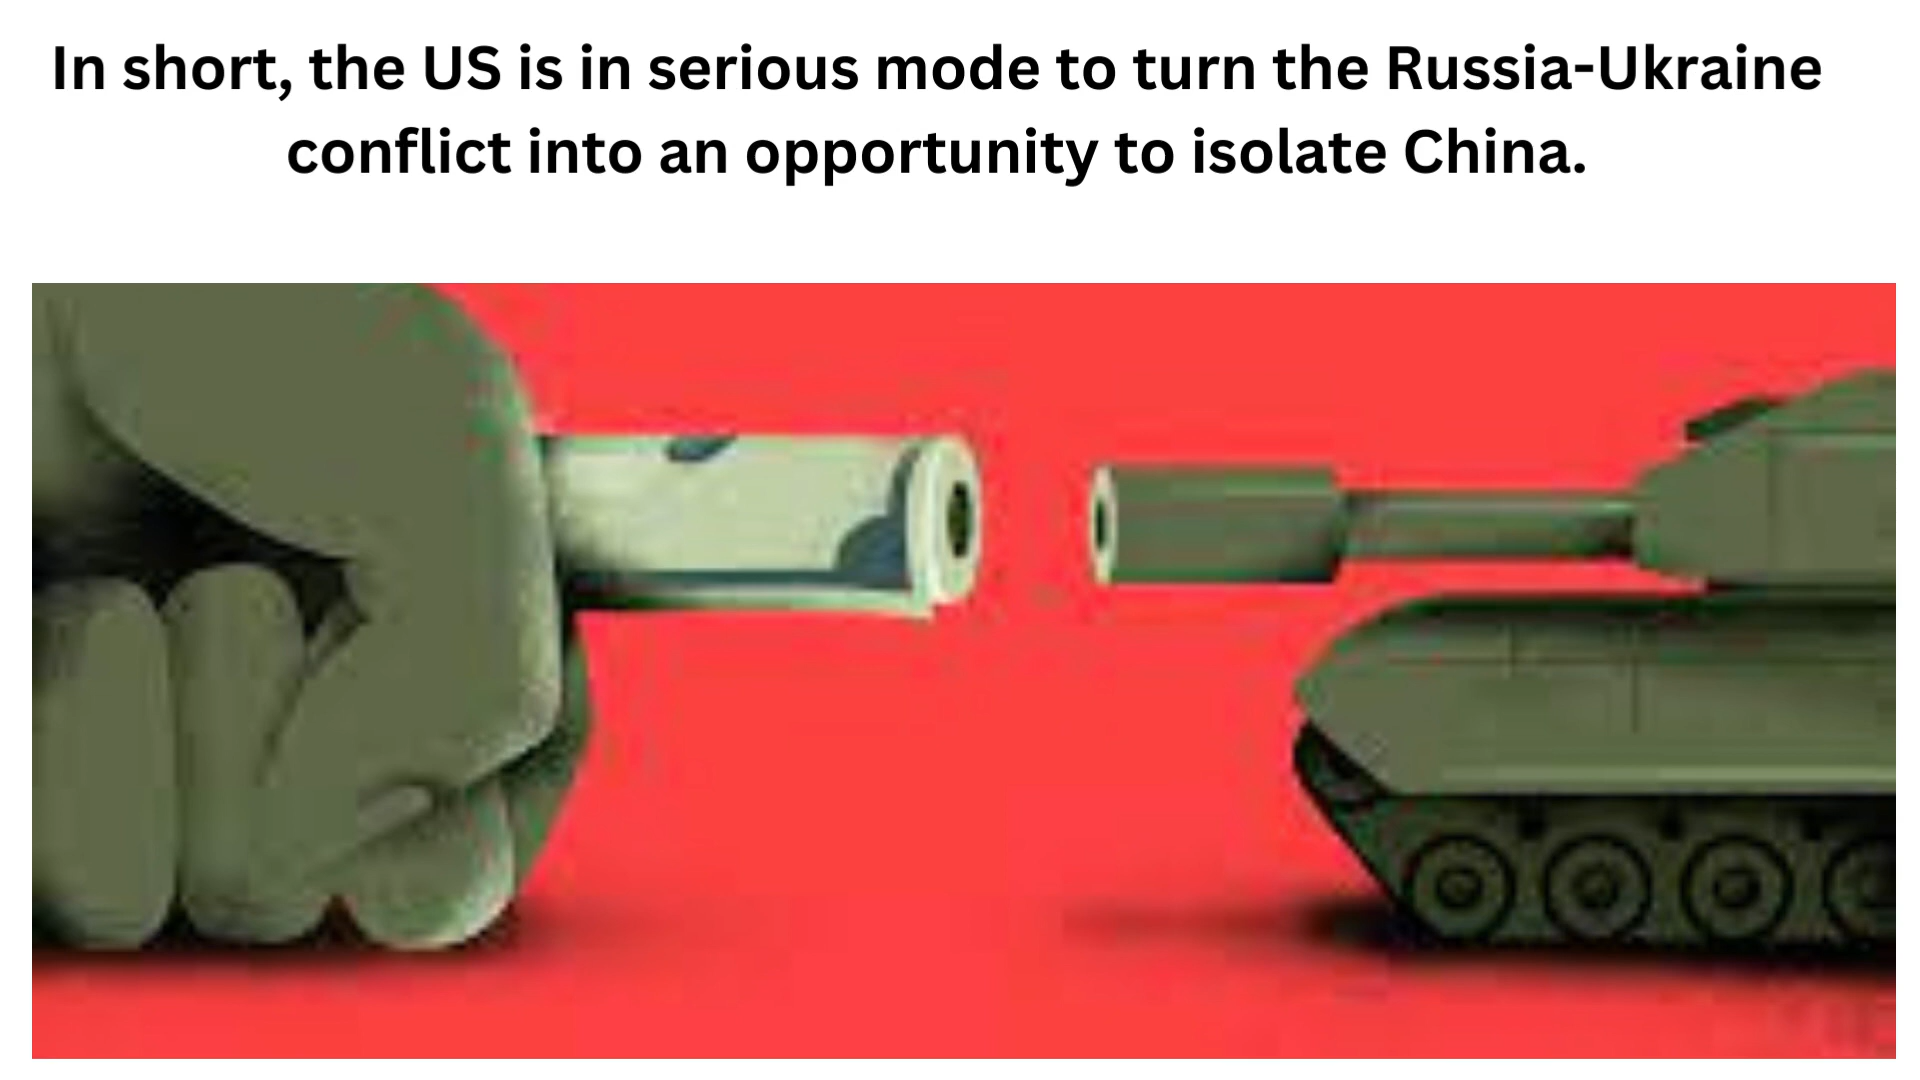 In short, the US is in serious mode to turn the Russia-Ukraine
conflict into an opportunity to isolate China.